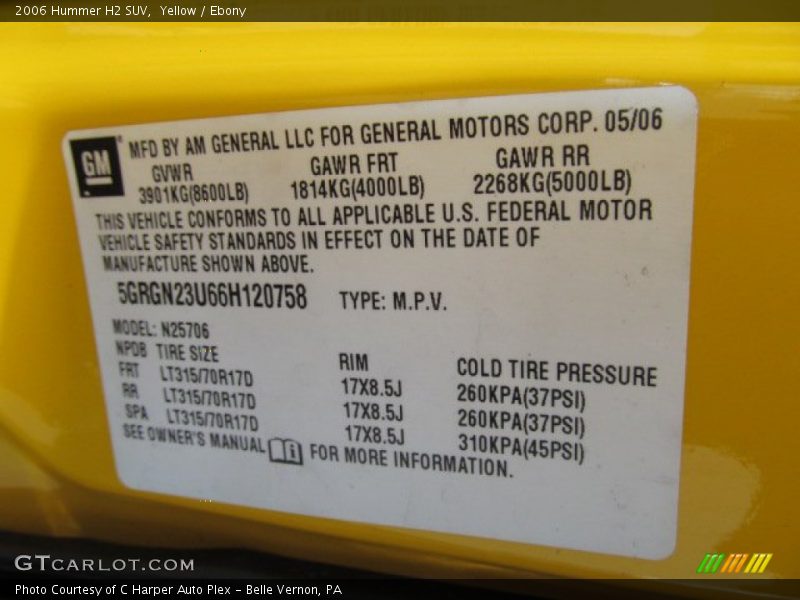 2006 Hummer H2 SUV,  Yellow / Ebony
GM
MFD BY AM GENERAL LLC FOR GENERAL MOTORS CORP. 05/06
GVWR GAWR FRT GAWR RR
3901KG(8600LB) 1814KG(4000LB) 2268KG(5000LB)
THIS VEHICLE CONFORMS TO ALL APPLICABLE U.S. FEDERAL MOTOR
VEHICLE SAFETY STANDARDS IN EFFECT ON THE DATE OF
MANUFACTURE SHOWN ABOVE.
5GRGN23U66H120758 TYPE: M.P.V.
MODEL: N25706
NPDB TIRE SIZE RIM COLD TIRE PRESSURE
FRT LT315/70R17D 17X8.5J 260KPA(37PSI)
RR LT315/70R17D 17X8.5J 260KPA(37PSI)
SPA LT315/70R17D 17X8.5J 310KPA(45PSI)
SEE OWNER'S MANUAL i FOR MORE INFORMATION.
GTCARLOT.COM
Photo Courtesy of C Harper Auto Plex - Belle Vernon, PA